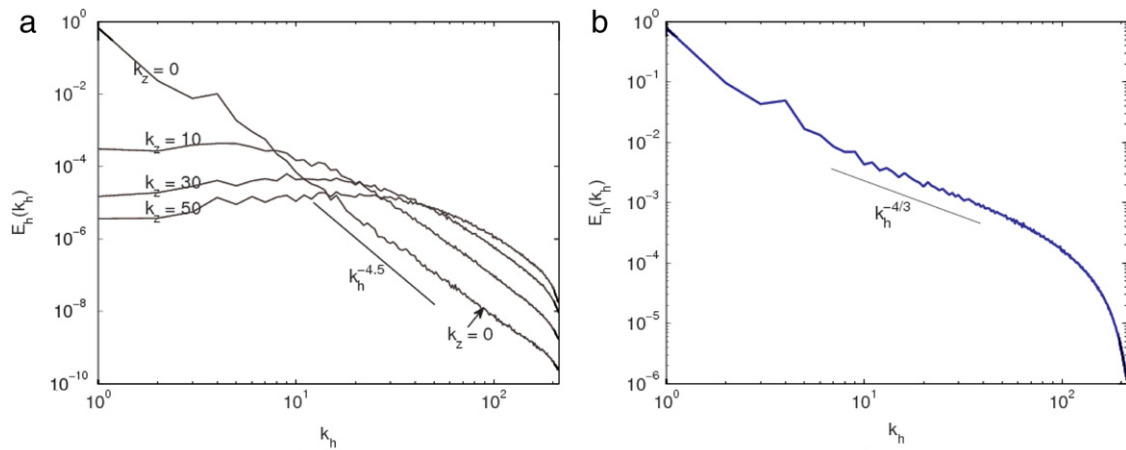 a
10^0
10^-2
10^-4
10^-6
10^-8
10^-10
E_h(k_h)
k_z = 0
k_z = 10
k_z = 30
k_z = 50
k_h^-4.5
k_z = 0
10^0
10^1
10^2
k_h
b
10^0
10^-1
10^-2
10^-3
10^-4
10^-5
10^-6
E_h(k_h)
k_h^-4/3
10^0
10^1
10^2
k_h